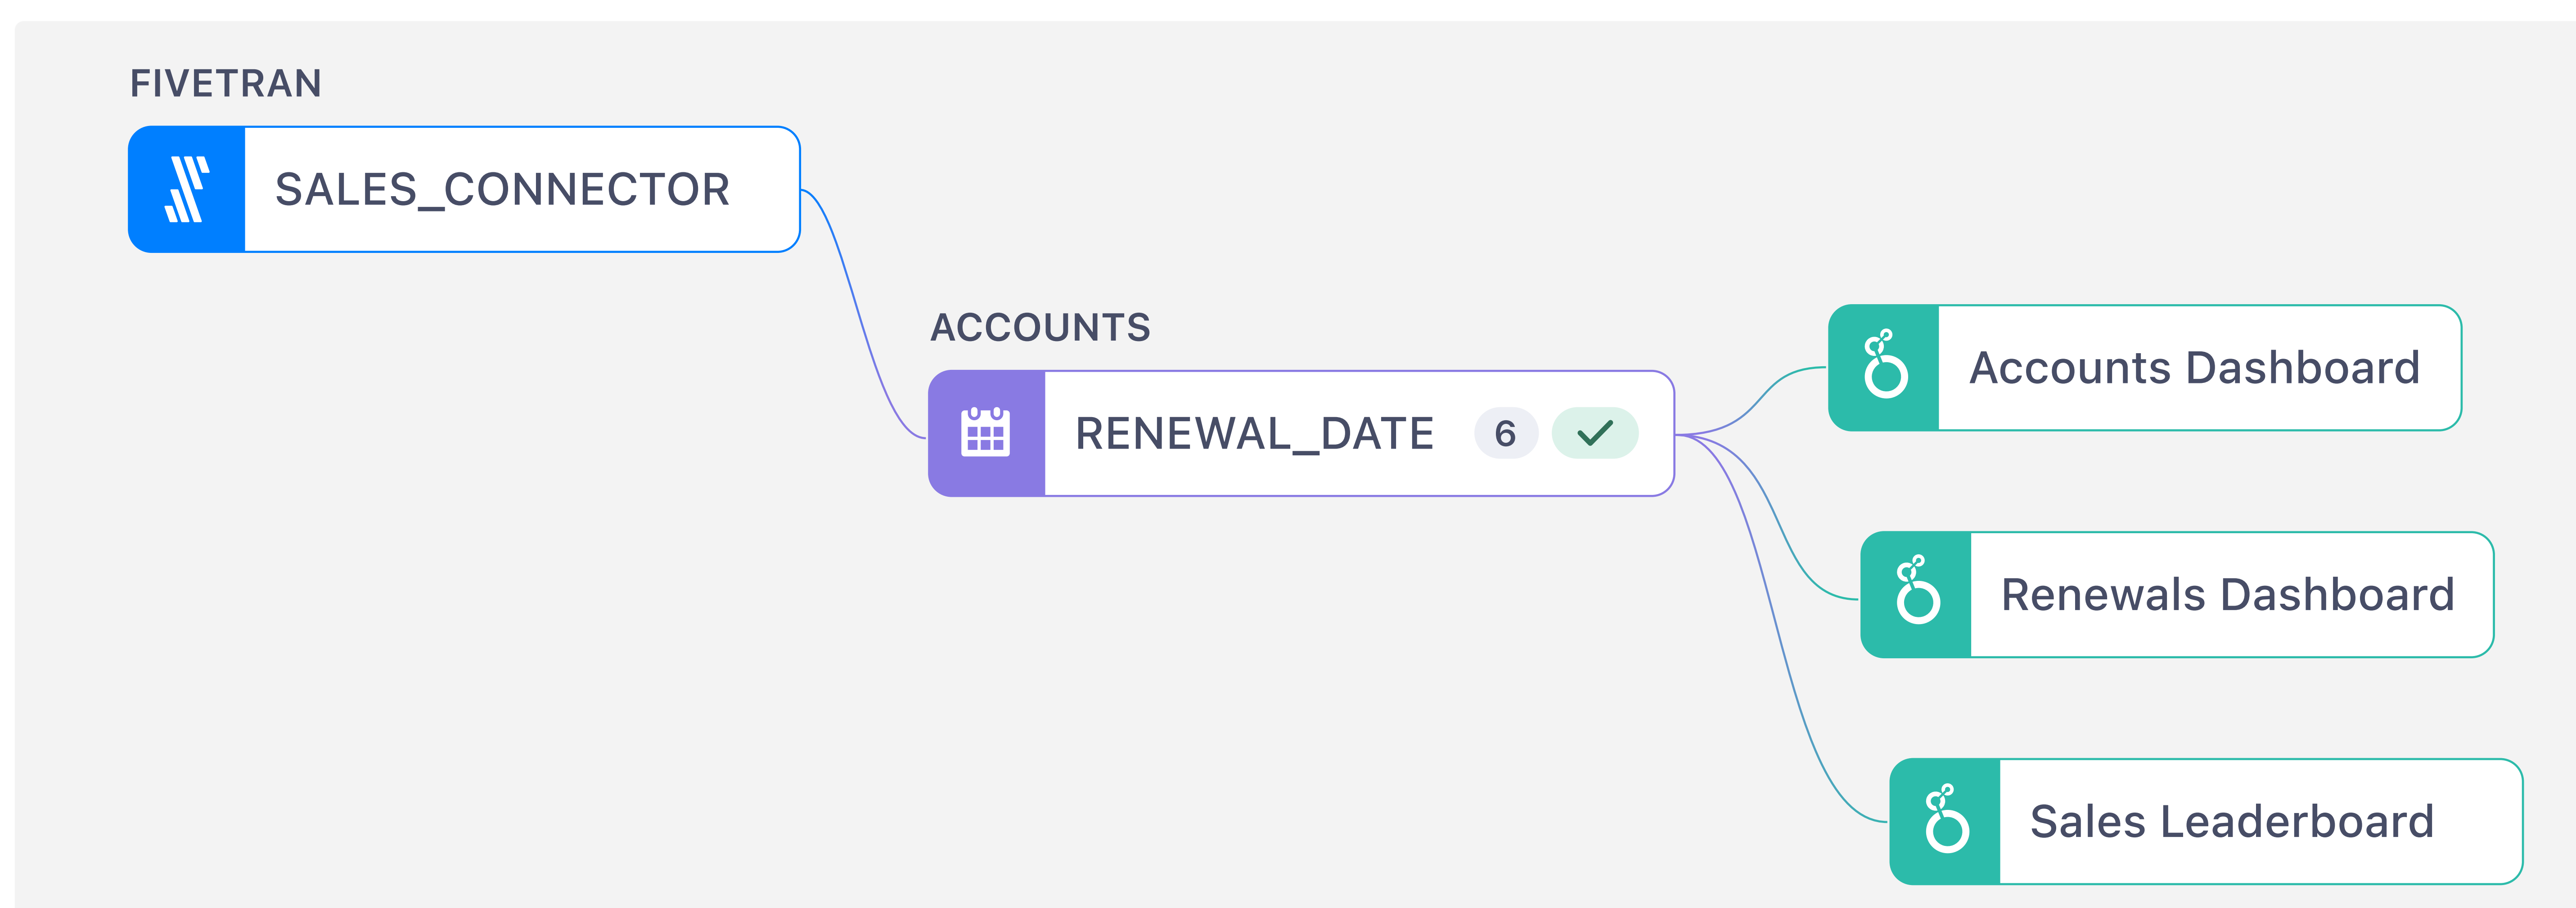 FIVETRAN
SALES_CONNECTOR
ACCOUNTS
RENEWAL_DATE 6
Accounts Dashboard
Renewals Dashboard
Sales Leaderboard